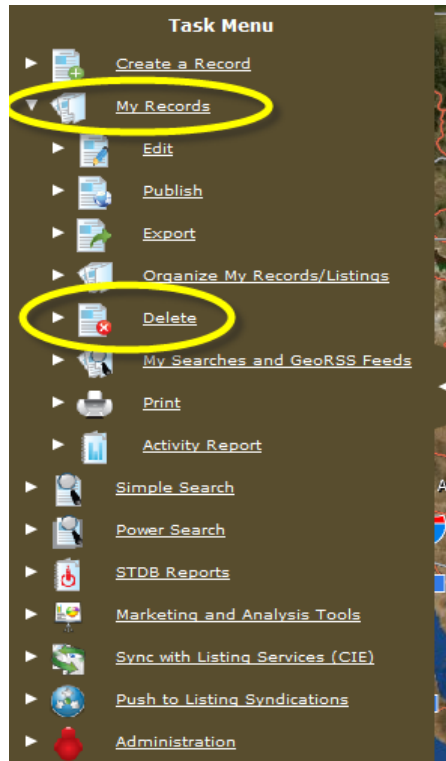 Task Menu
Create a Record
My Records
Edit
Publish
Export
Organize My Records/Listings
Delete
My Searches and GeoRSS Feeds
Print
Activity Report
Simple Search
Power Search
STDB Reports
Marketing and Analysis Tools
Sync with Listing Services (CIE)
Push to Listing Syndications
Administration